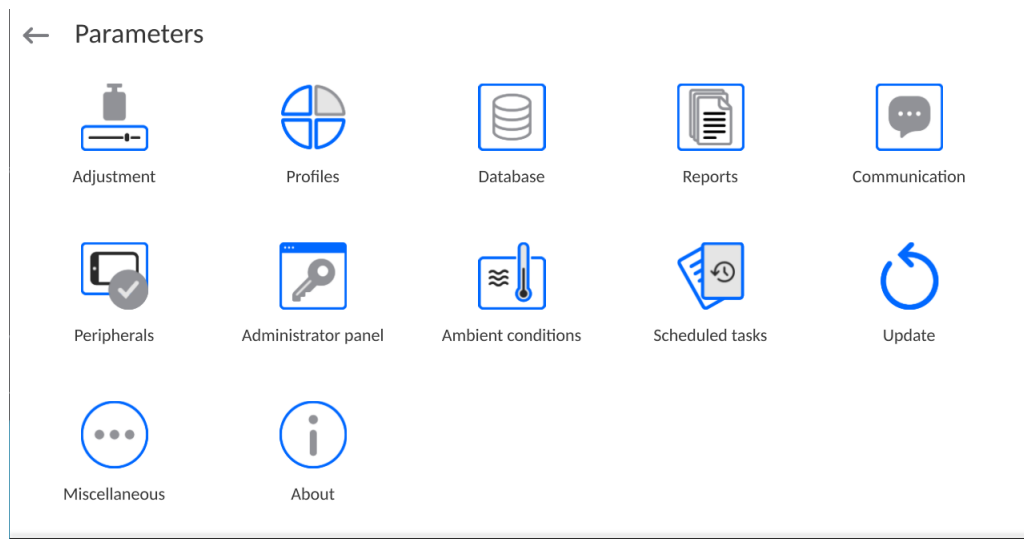 Parameters
Adjustment Profiles Database Reports Communication
Peripherals Administrator panel Ambient conditions Scheduled tasks Update
Miscellaneous About